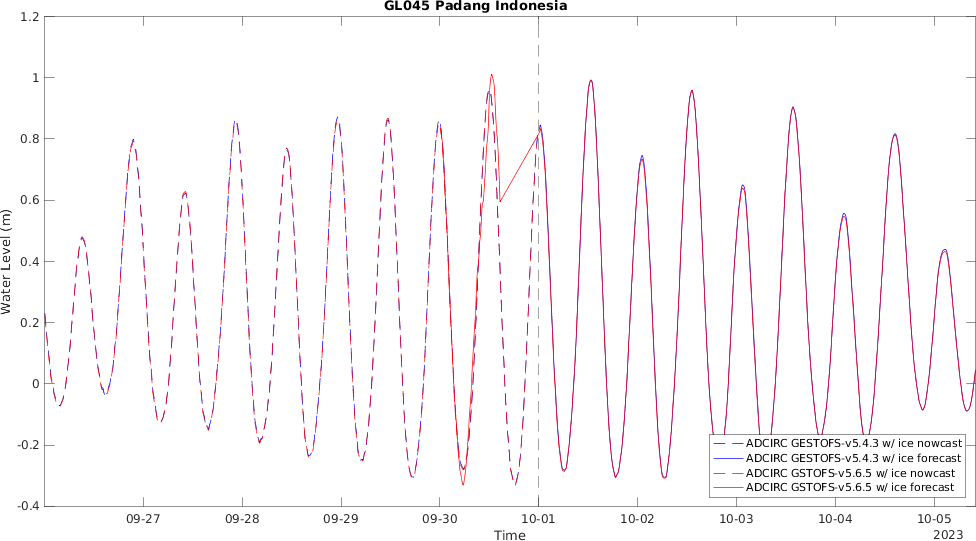 GL045 Padang Indonesia
1.2
1
0.8
0.6
0.4
0.2
0
-0.2
-0.4
Water Level (m)
ADCIRC GESTOFS-v5.4.3 w/ ice nowcast
ADCIRC GESTOFS-v5.4.3 w/ ice forecast
ADCIRC GSTOFS-v5.6.5 w/ ice nowcast
ADCIRC GSTOFS-v5.6.5 w/ ice forecast
09-27 09-28 09-29 09-30 10-01 10-02 10-03 10-04 10-05
Time
2023